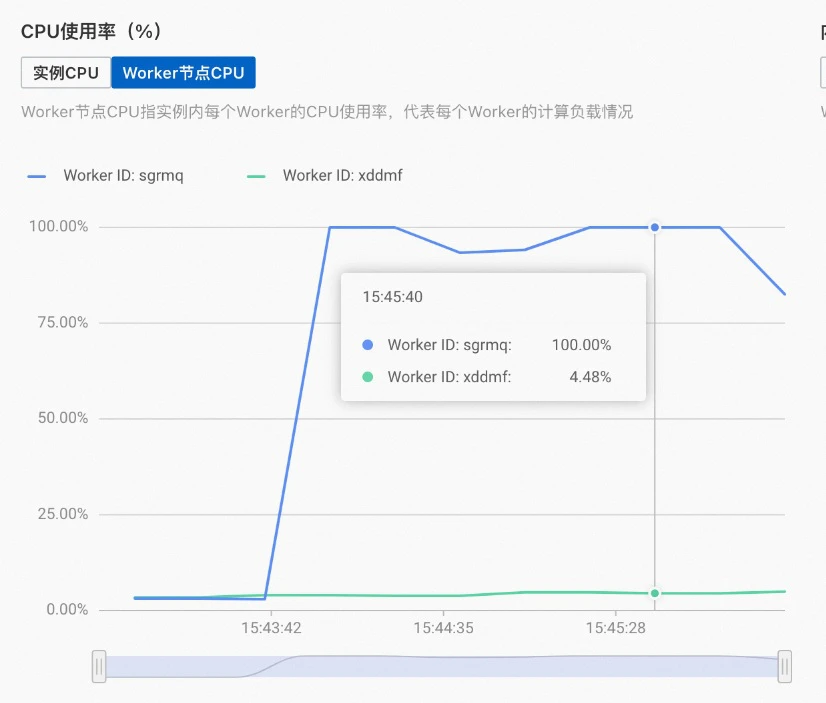 CPU使用率（%）
实例CPU Worker节点CPU
Worker节点CPU指实例内每个Worker的CPU使用率，代表每个Worker的计算负载情况
Worker ID: sgrmq Worker ID: xddmf
100.00%
15:45:40
75.00%
Worker ID: sgrmq: 100.00%
Worker ID: xddmf: 4.48%
50.00%
25.00%
0.00%
15:43:42 15:44:35 15:45:28